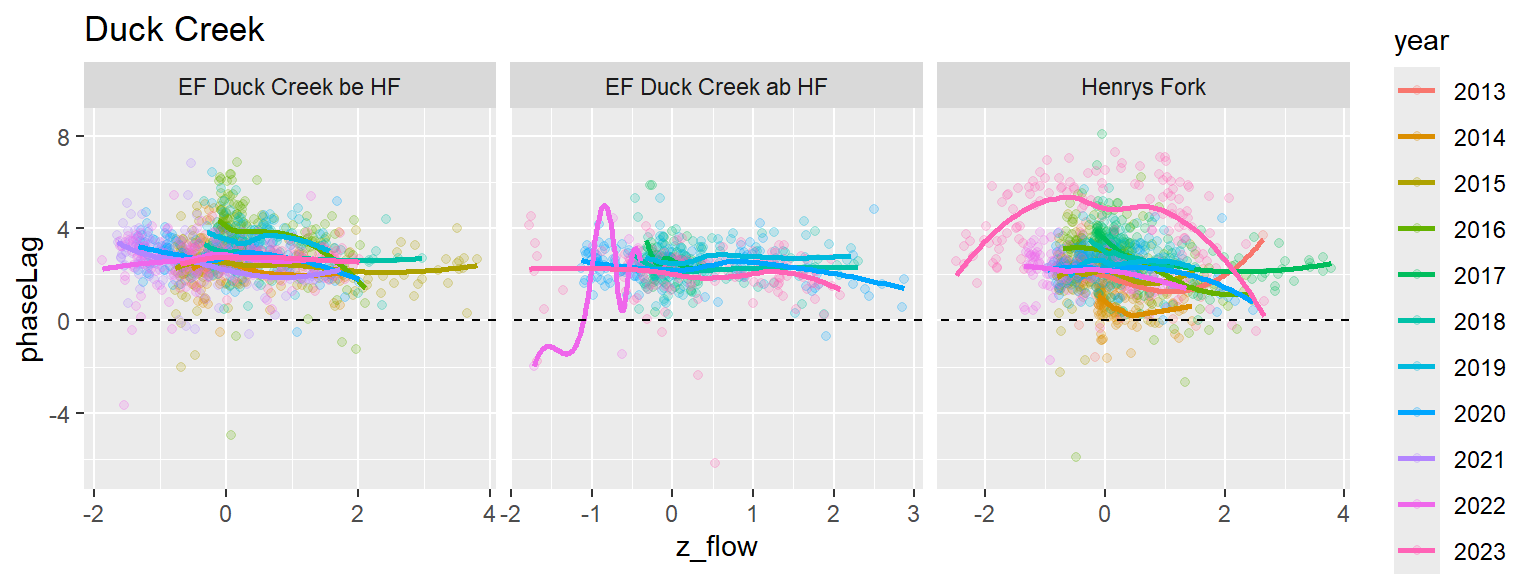 Duck Creek
EF Duck Creek be HF
EF Duck Creek ab HF
Henrys Fork
phaseLag
8
4
0
-4
-2 0 2 4
-2 -1 0 1 2 3
-2 0 2 4
z_flow
year
2013
2014
2015
2016
2017
2018
2019
2020
2021
2022
2023